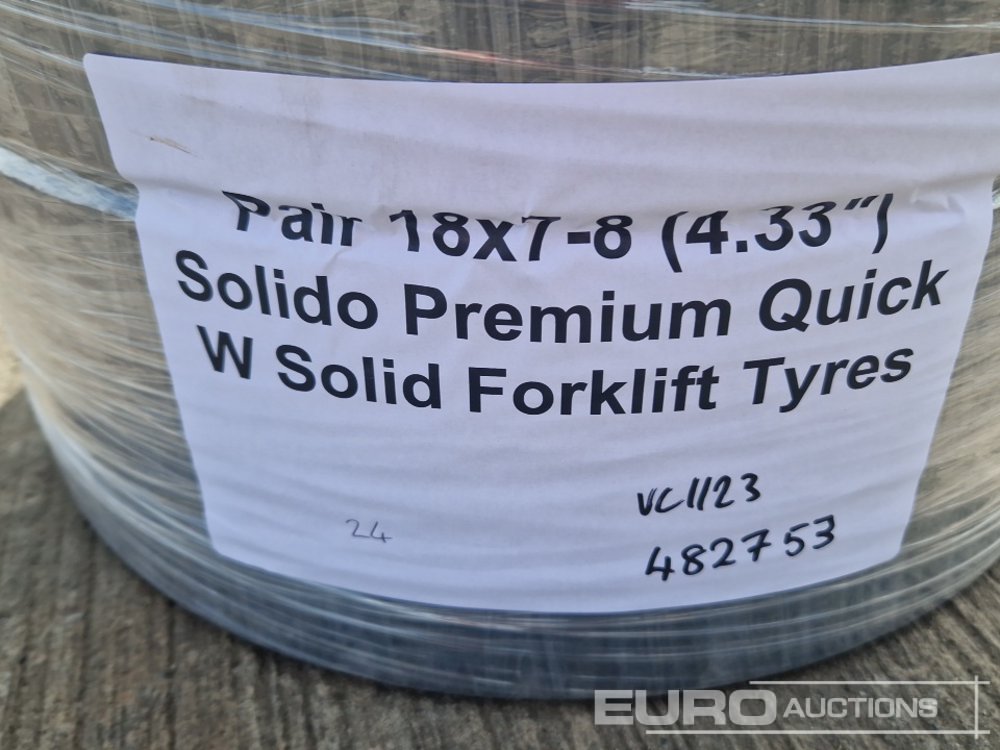 Pair 18x7-8 (4.33")
Solido Premium Quick
W Solid Forklift Tyres
VC1123
24
482753
EURO AUCTIONS